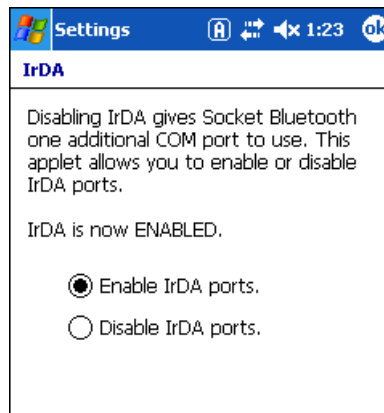 Settings A 1:23 ok
IrDA
Disabling IrDA gives Socket Bluetooth
one additional COM port to use. This
applet allows you to enable or disable
IrDA ports.
IrDA is now ENABLED.
Enable IrDA ports.
Disable IrDA ports.